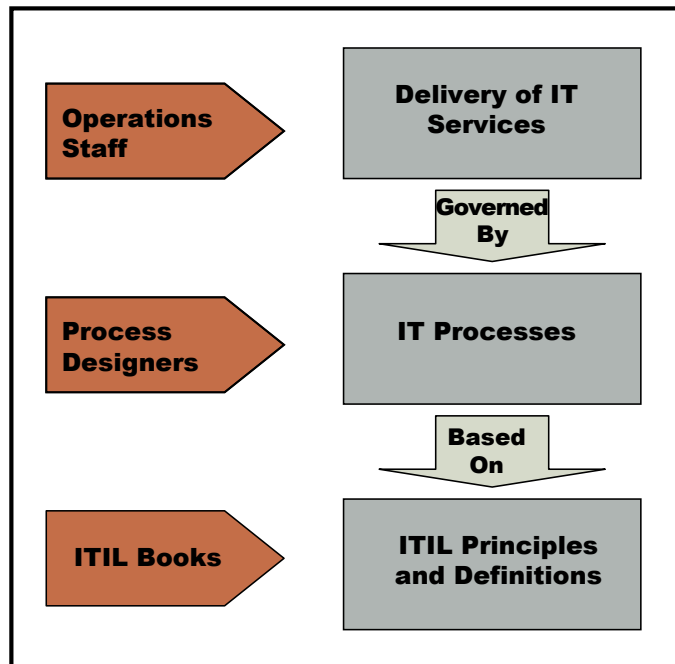 Operations
Staff
Delivery of IT
Services
Governed
By
Process
Designers
IT Processes
Based
On
ITIL Books
ITIL Principles
and Definitions